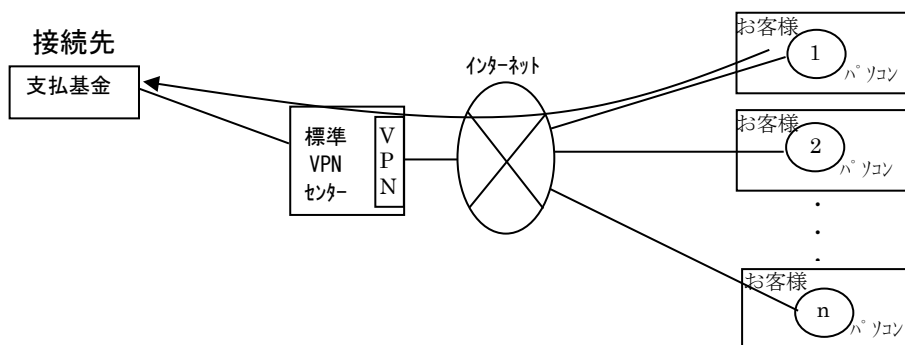 接続先
支払基金
標準
VPN
センター
VPN
インターネット
お客様
1
パソコン
お客様
2
パソコン
・
・
・
お客様
n
パソコン